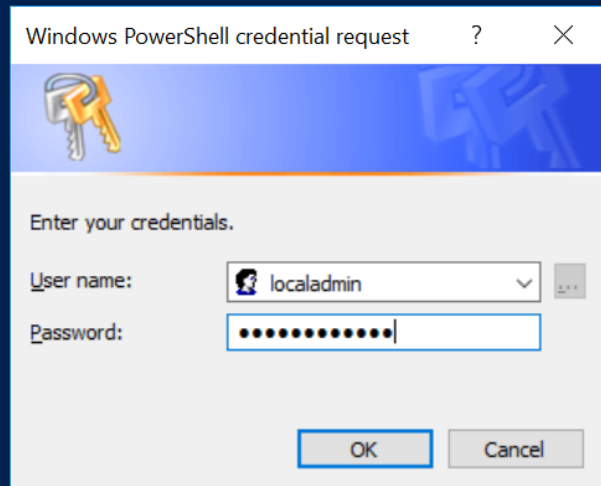 Windows PowerShell credential request ?
Enter your credentials.
User name: localadmin ...
Password: ●●●●●●●●●●●●
OK Cancel